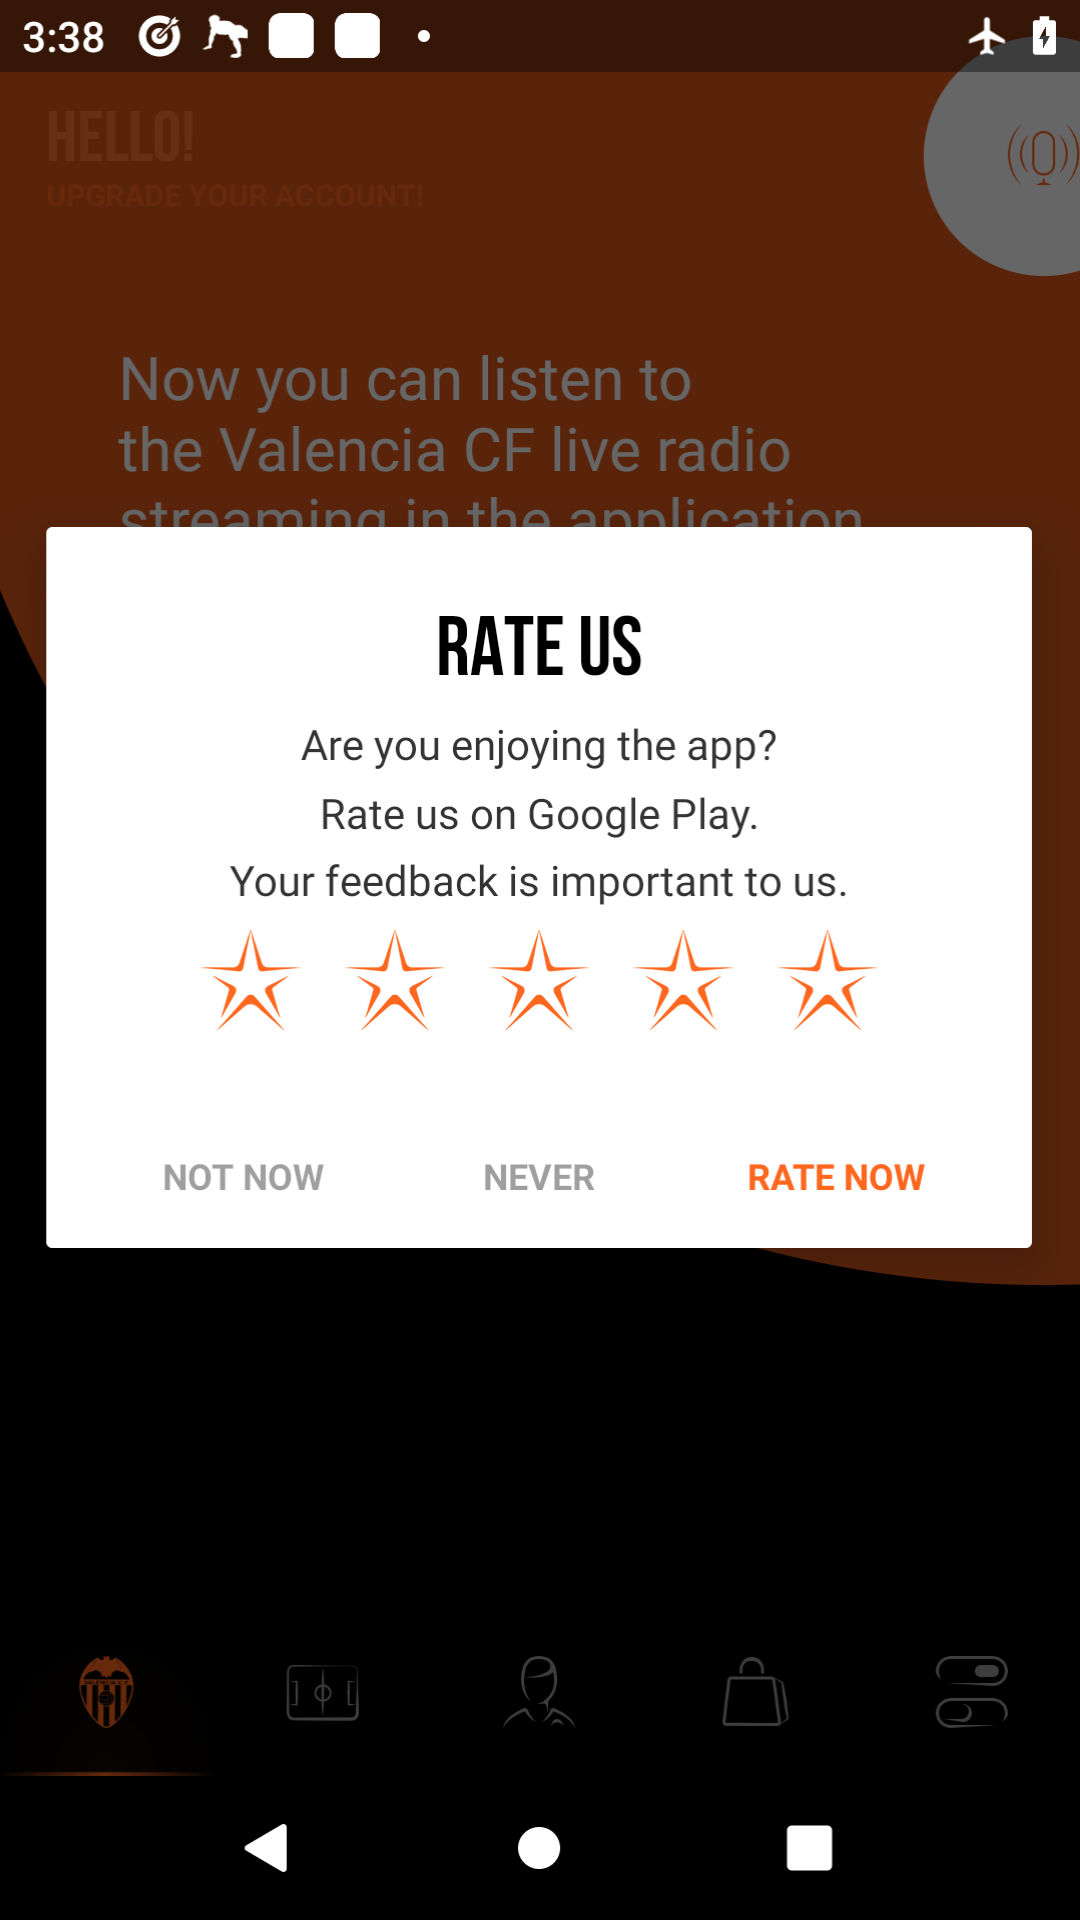 3:38
HELLO!
UPGRADE YOUR ACCOUNT!
Now you can listen to
the Valencia CF live radio
streaming in the application
RATE US
Are you enjoying the app?
Rate us on Google Play.
Your feedback is important to us.
NOT NOW
NEVER
RATE NOW